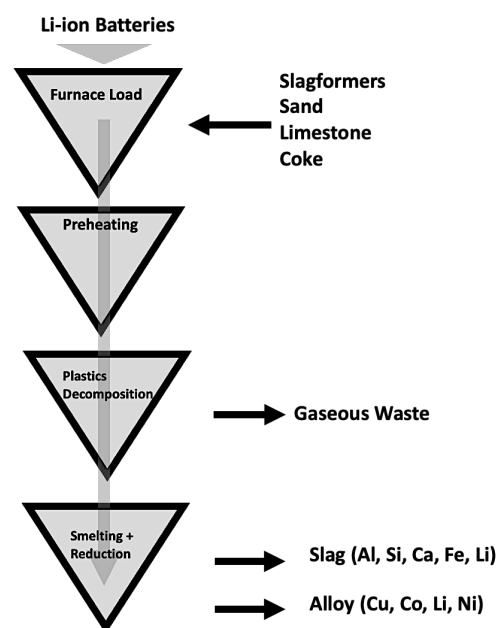 Li-ion Batteries
Furnace Load
Slagformers
Sand
Limestone
Coke
Preheating
Plastics
Decomposition
Gaseous Waste
Smelting +
Reduction
Slag (Al, Si, Ca, Fe, Li)
Alloy (Cu, Co, Li, Ni)